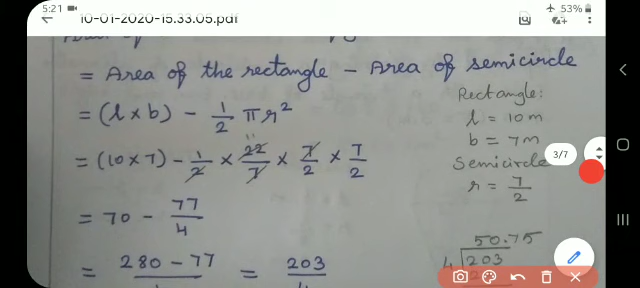 5:21
53%
10-01-2020-15.33.05.pdf
= Area of the rectangle – Area of semicircle
= (l × b) – 1/2 π r²
= (10 × 7) – 1/2 × 22/7 × 7/2 × 7/2
11
= 70 – 77/4
= 280 – 77/ = 203/
Rectangle:
l = 10 m
b = 7 m
Semicircle
r = 7/2
50.75
4 203
3/7